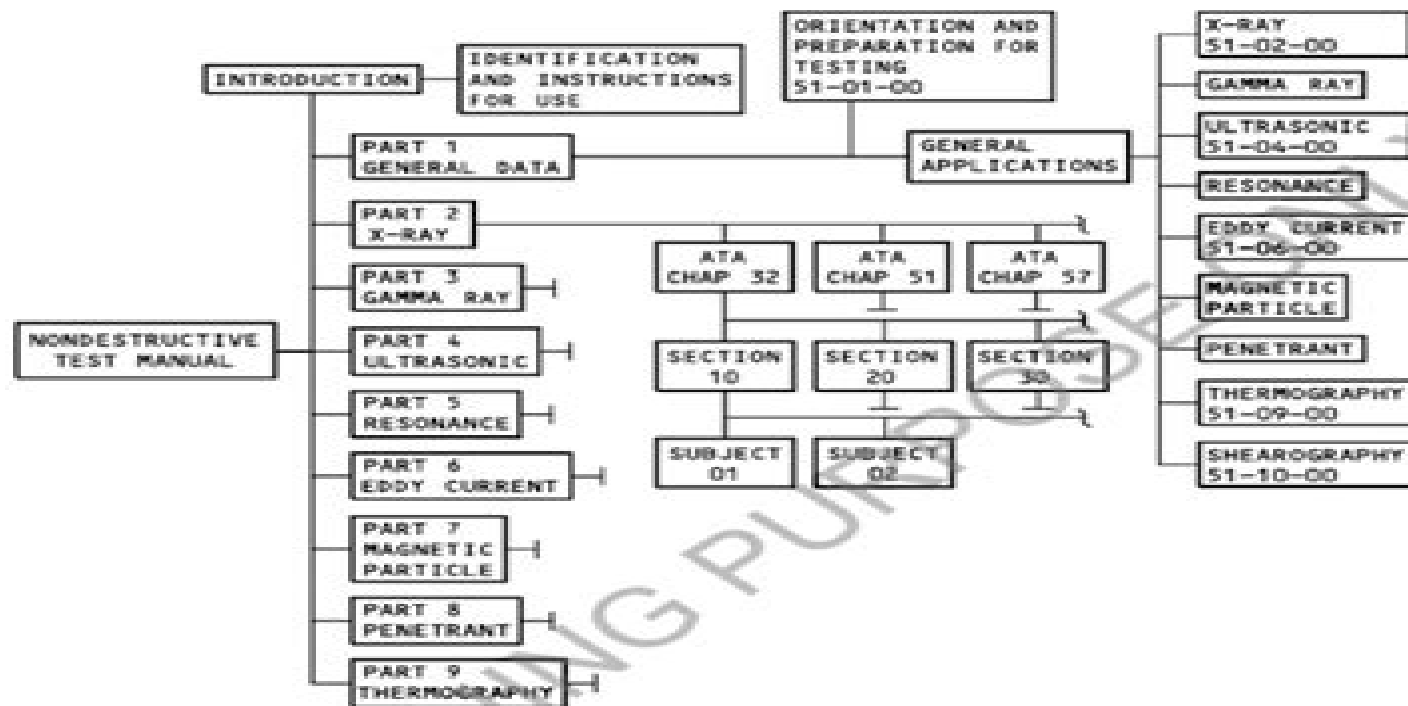 NONDESTRUCTIVE
TEST MANUAL
INTRODUCTION
IDENTIFICATION
AND INSTRUCTIONS
FOR USE
PART 1
GENERAL DATA
ORIENTATION AND
PREPARATION FOR
TESTING
51-01-00
GENERAL
APPLICATIONS
X-RAY
51-02-00
GAMMA RAY
ULTRASONIC
51-04-00
RESONANCE
EDDY CURRENT
51-06-00
MAGNETIC
PARTICLE
PENETRANT
THERMOGRAPHY
51-09-00
SHEAROGRAPHY
51-10-00
PART 2
X-RAY
ATA
CHAP 32
ATA
CHAP 51
ATA
CHAP 57
SECTION
10
SECTION
20
SECTION
30
SUBJECT
01
SUBJECT
02
PART 3
GAMMA RAY
PART 4
ULTRASONIC
PART 5
RESONANCE
PART 6
EDDY CURRENT
PART 7
MAGNETIC
PARTICLE
PART 8
PENETRANT
PART 9
THERMOGRAPHY
PURPOSE